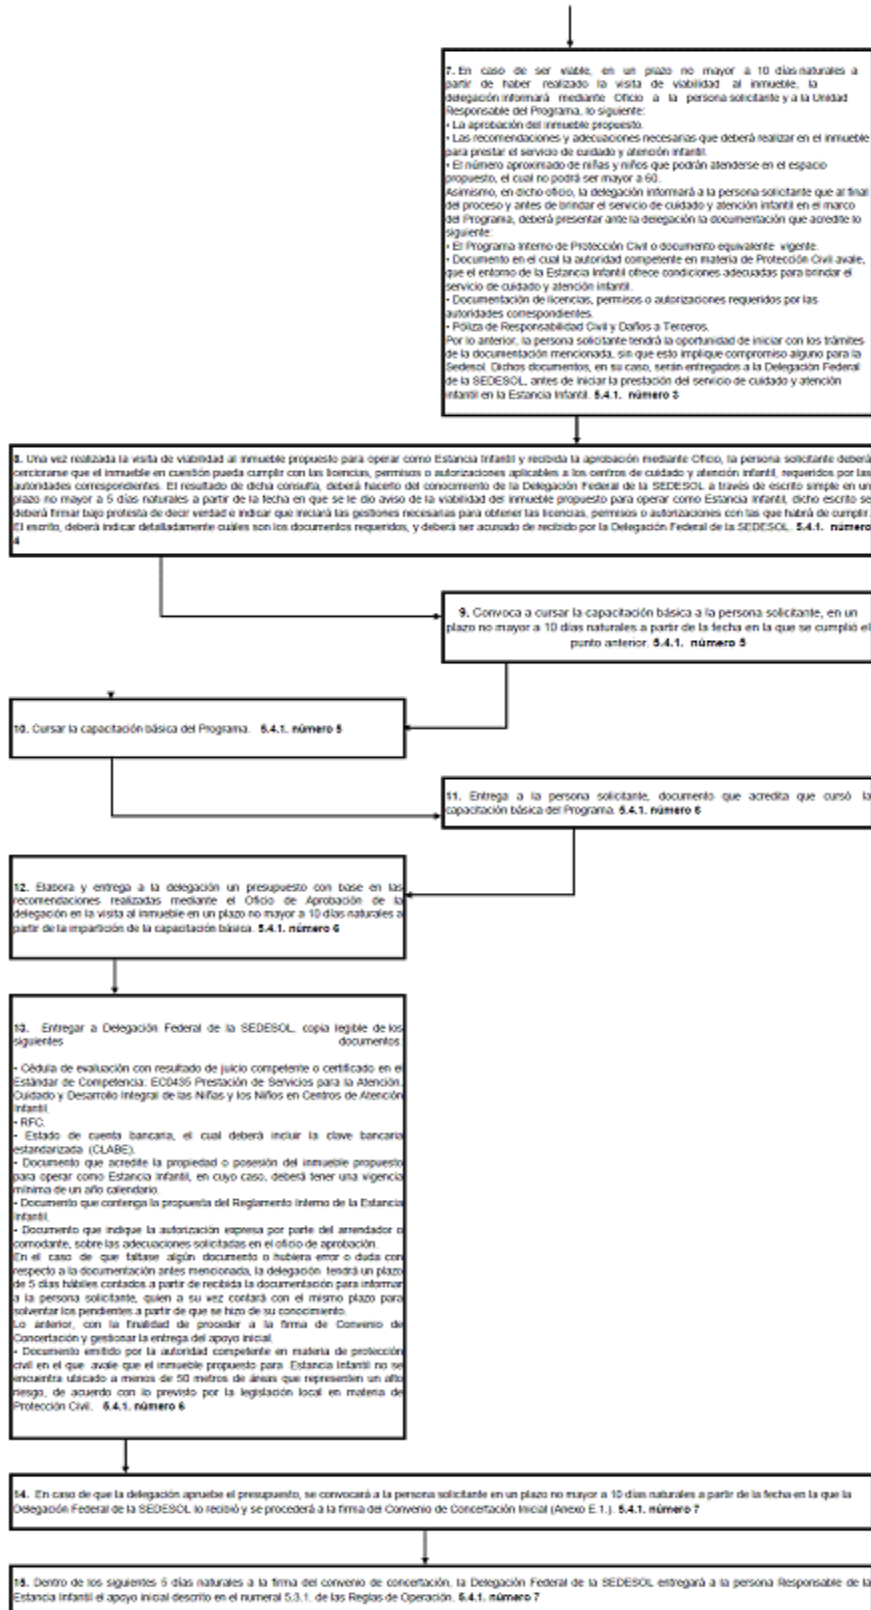 7. En caso de ser viable, en un plazo no mayor a 10 días naturales a
partir de haber realizado la visita de viabilidad al inmueble, la
delegación informará mediante Oficio a la persona solicitante y a la Unidad
Responsable del Programa, lo siguiente:
• La aprobación del inmueble propuesto.
• Las recomendaciones y adecuaciones necesarias que deberá realizar en el inmueble
para prestar el servicio de cuidado y atención infantil.
• El número aproximado de niñas y niños que podrán atenderse en el espacio
propuesto, el cual no podrá ser mayor a 60.
Asimismo, en dicho oficio, la delegación informará a la persona solicitante que al final
del proceso y antes de brindar el servicio de cuidado y atención infantil en el marco
del Programa, deberá presentar ante la delegación la documentación que acredite lo
siguiente:
• El Programa Interno de Protección Civil o documento equivalente vigente.
• Documento en el cual la autoridad competente en materia de Protección Civil avale,
que el entorno de la Estancia Infantil ofrece condiciones adecuadas para brindar el
servicio de cuidado y atención infantil.
• Documentación de licencias, permisos o autorizaciones requeridos por las
autoridades correspondientes.
• Póliza de Responsabilidad Civil y Daños a Terceros.
Por lo anterior, la persona solicitante tendrá la oportunidad de iniciar con los trámites
de la documentación mencionada, sin que esto implique compromiso alguno para la
Sedesol. Dichos documentos, en su caso, serán entregados a la Delegación Federal
de la SEDESOL, antes de iniciar la prestación del servicio de cuidado y atención
infantil en la Estancia Infantil. 5.4.1. número 3
8. Una vez realizada la visita de viabilidad al inmueble propuesto para operar como Estancia Infantil y recibida la aprobación mediante Oficio, la persona solicitante deberá
cerciorarse que el inmueble en cuestión pueda cumplir con las licencias, permisos o autorizaciones aplicables a los centros de cuidado y atención infantil, requeridos por las
autoridades correspondientes. El resultado de dicha consulta, deberá hacerlo del conocimiento de la Delegación Federal de la SEDESOL a través de escrito simple en un
plazo no mayor a 5 días naturales a partir de la fecha en que se le dio aviso de la viabilidad del inmueble propuesto para operar como Estancia Infantil, dicho escrito se
deberá firmar bajo protesta de decir verdad e indicar que iniciará las gestiones necesarias para obtener las licencias, permisos o autorizaciones con las que habrá de cumplir.
El escrito, deberá indicar detalladamente cuáles son los documentos requeridos, y deberá ser acusado de recibido por la Delegación Federal de la SEDESOL. 5.4.1. número
4
9. Convoca a cursar la capacitación básica a la persona solicitante, en un
plazo no mayor a 10 días naturales a partir de la fecha en la que se cumplió el
punto anterior. 5.4.1. número 5
10. Cursar la capacitación básica del Programa. 5.4.1. número 5
11. Entrega a la persona solicitante, documento que acredita que cursó la
capacitación básica del Programa. 5.4.1. número 6
12. Elabora y entrega a la delegación un presupuesto con base en las
recomendaciones realizadas mediante el Oficio de Aprobación de la
delegación en la visita al inmueble en un plazo no mayor a 10 días naturales a
partir de la impartición de la capacitación básica. 5.4.1. número 6
13. Entregar a Delegación Federal de la SEDESOL, copia legible de los
siguientes documentos:
• Cédula de evaluación con resultado de juicio competente o certificado en el
Estándar de Competencia: EC0435 Prestación de Servicios para la Atención,
Cuidado y Desarrollo Integral de las Niñas y los Niños en Centros de Atención
Infantil.
• RFC.
• Estado de cuenta bancaria, el cual deberá incluir la clave bancaria
estandarizada (CLABE).
• Documento que acredite la propiedad o posesión del inmueble propuesto
para operar como Estancia Infantil, en cuyo caso, deberá tener una vigencia
mínima de un año calendario.
• Documento que contenga la propuesta del Reglamento Interno de la Estancia
Infantil.
• Documento que indique la autorización expresa por parte del arrendador o
comodante, sobre las adecuaciones solicitadas en el oficio de aprobación.
En el caso de que faltase algún documento o hubiera error o duda con
respecto a la documentación antes mencionada, la delegación tendrá un plazo
de 5 días hábiles contados a partir de recibida la documentación para informar
a la persona solicitante, quien a su vez contará con el mismo plazo para
solventar los pendientes a partir de que se hizo de su conocimiento.
Lo anterior, con la finalidad de proceder a la firma de Convenio de
Concertación y gestionar la entrega del apoyo inicial.
• Documento emitido por la autoridad competente en materia de protección
civil en el que avale que el inmueble propuesto para Estancia Infantil no se
encuentra ubicado a menos de 50 metros de áreas que representen un alto
riesgo, de acuerdo con lo previsto por la legislación local en materia de
Protección Civil. 5.4.1. número 6
14. En caso de que la delegación apruebe el presupuesto, se convocará a la persona solicitante en un plazo no mayor a 10 días naturales a partir de la fecha en la que la
Delegación Federal de la SEDESOL lo recibió y se procederá a la firma del Convenio de Concertación Inicial (Anexo E.1.). 5.4.1. número 7
15. Dentro de los siguientes 5 días naturales a la firma del convenio de concertación, la Delegación Federal de la SEDESOL entregará a la persona Responsable de la
Estancia Infantil el apoyo inicial descrito en el numeral 5.3.1. de las Reglas de Operación. 5.4.1. número 7